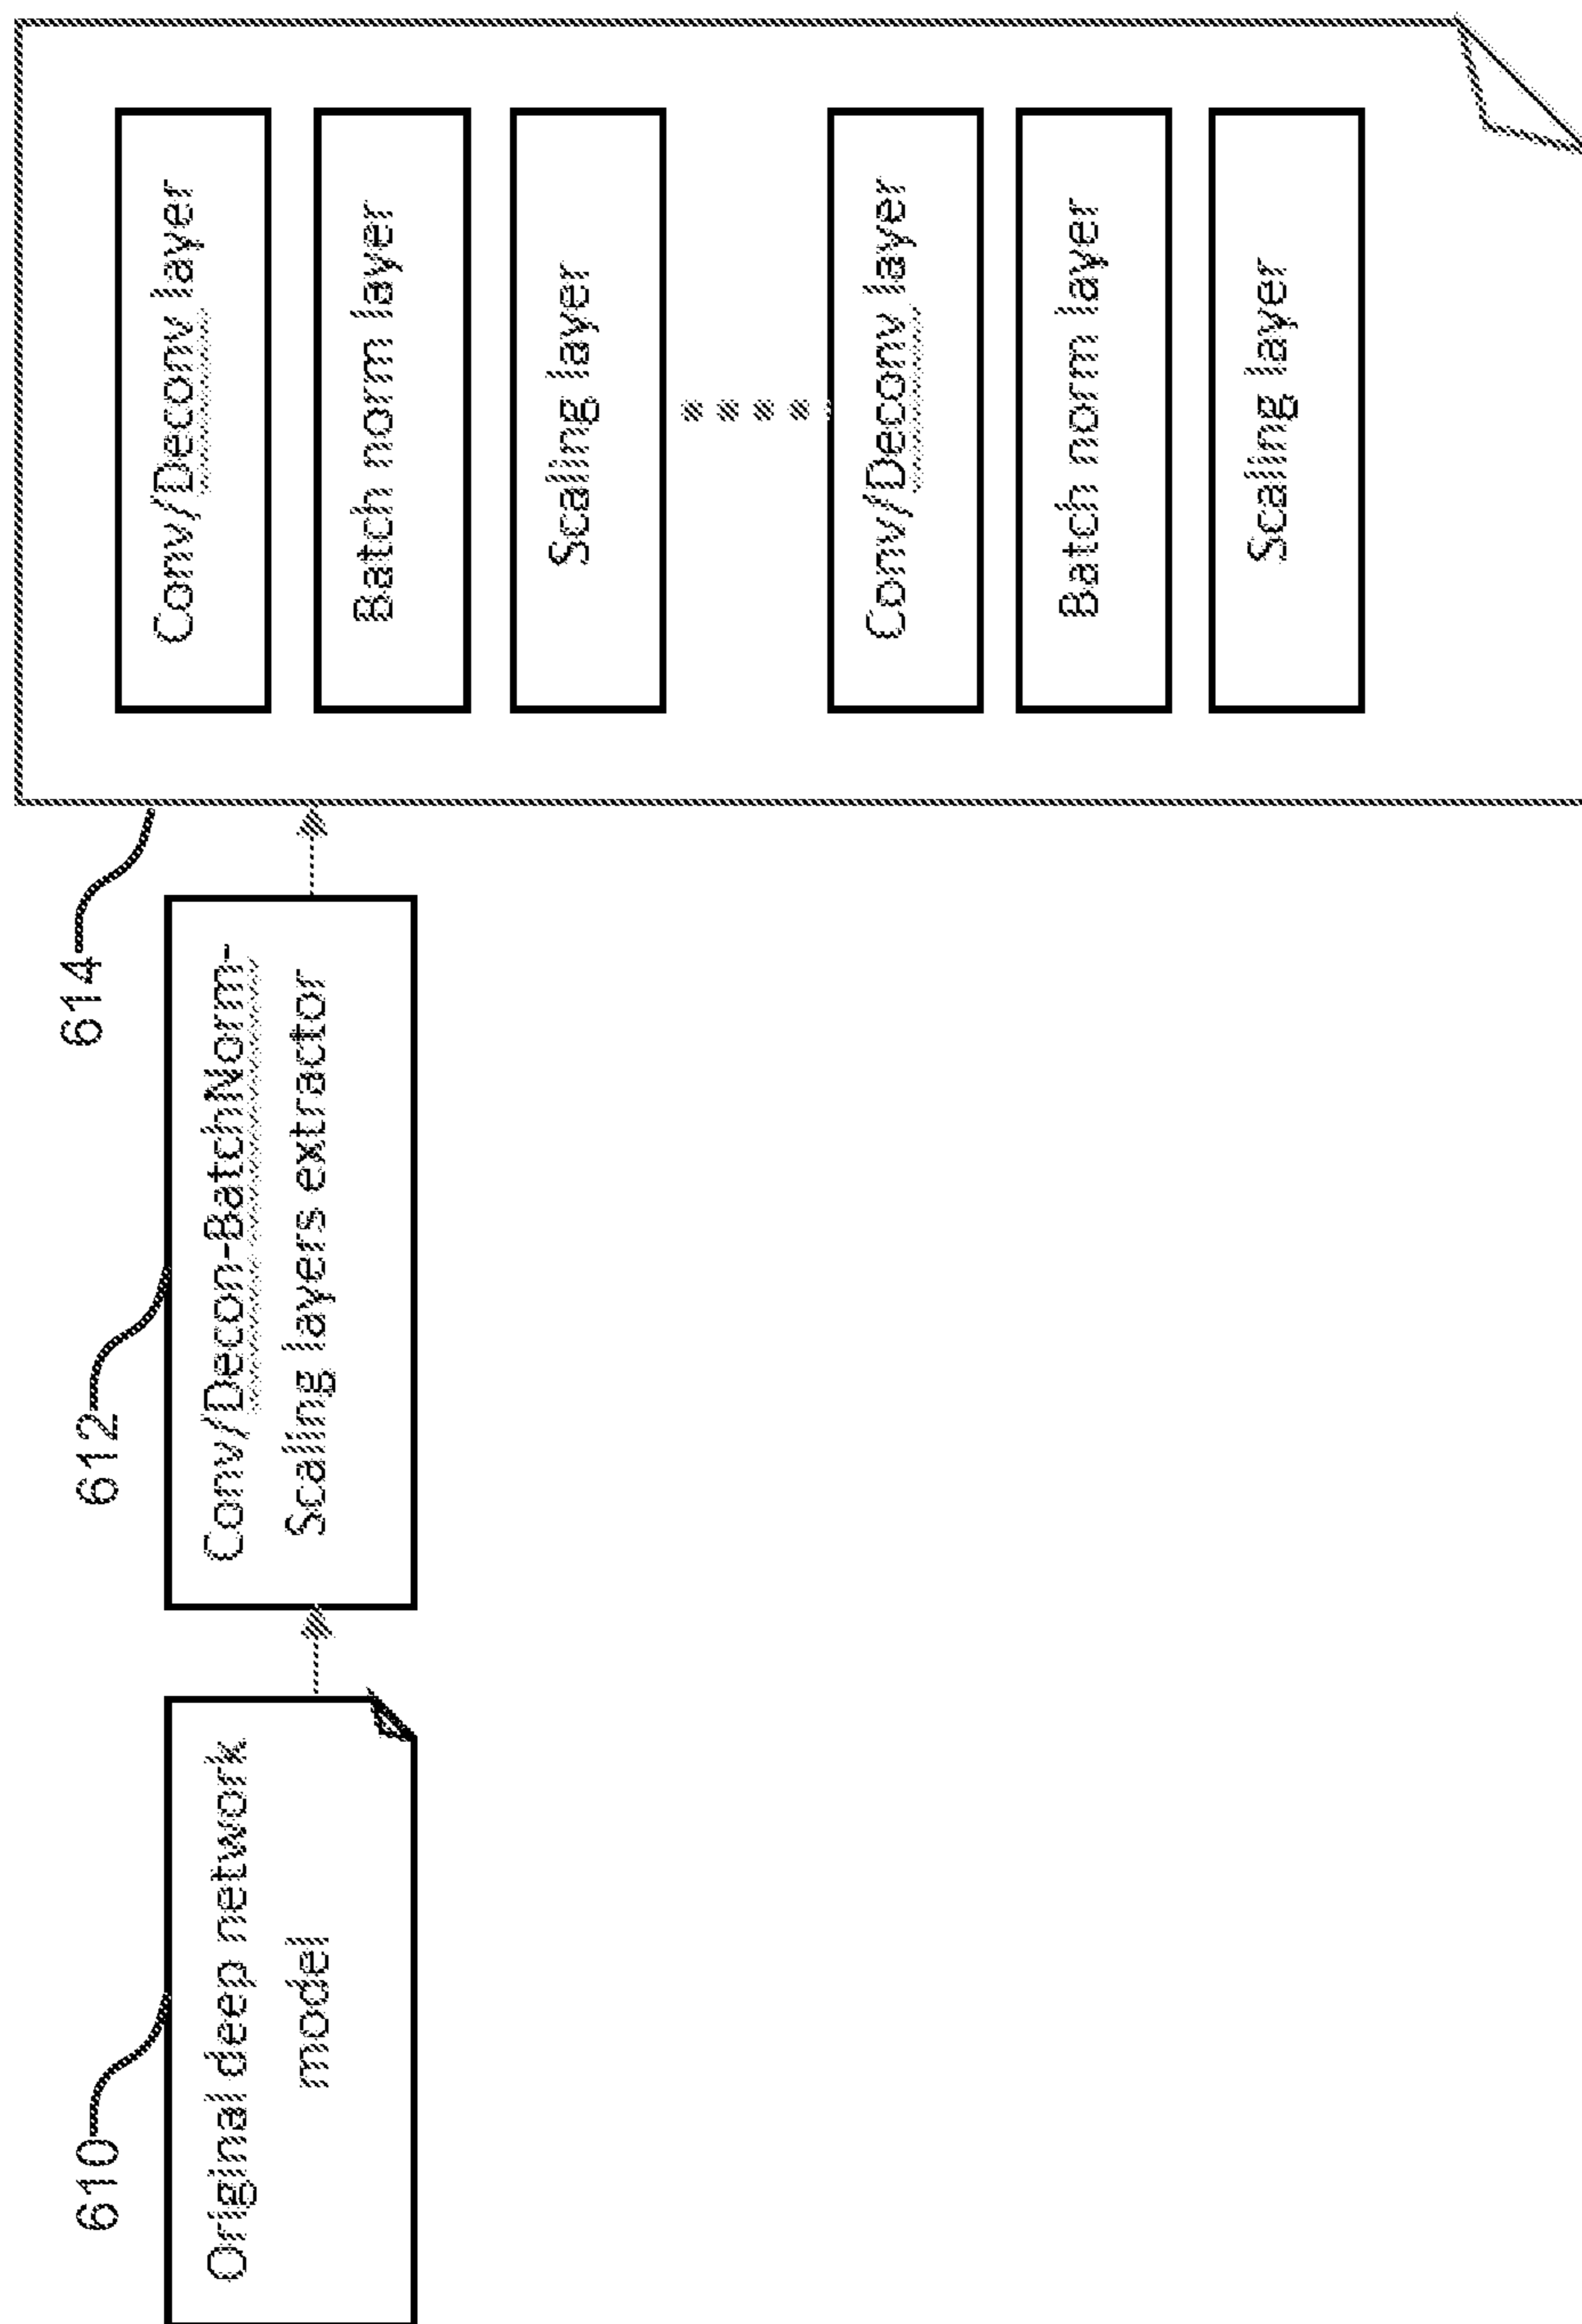 610
Original deep network
model
612
Conv/Decon-BatchNorm-
Scaling layers extractor
614
Conv/Deconv layer
Batch norm layer
Scaling layer
Conv/Deconv layer
Batch norm layer
Scaling layer